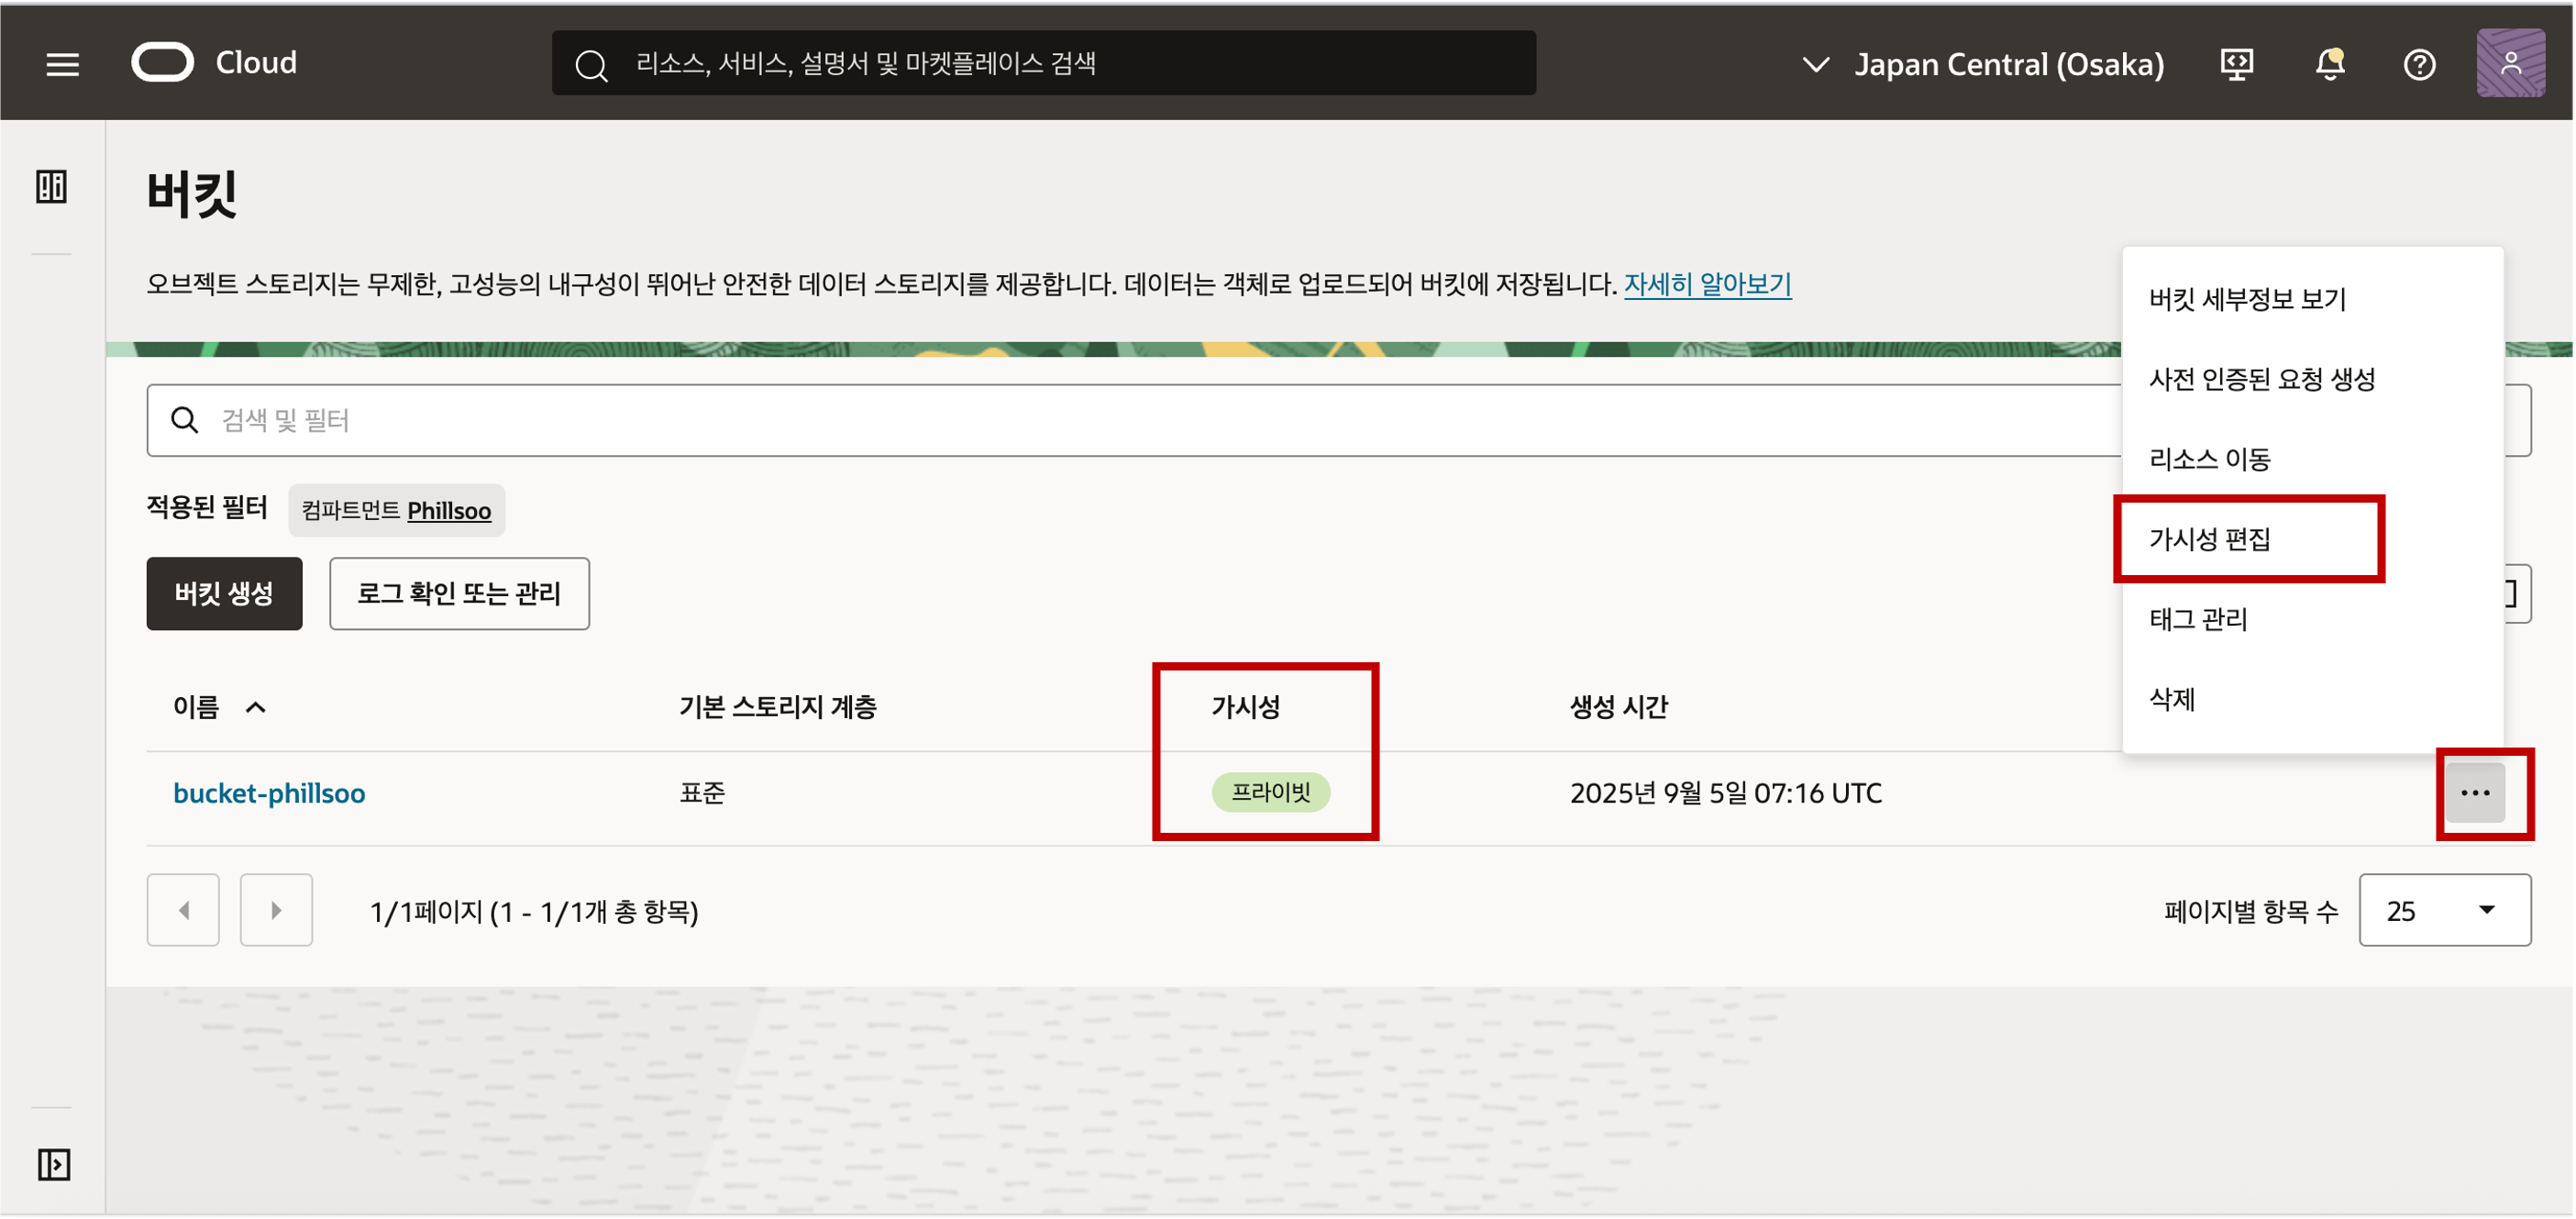 Cloud
리소스, 서비스, 설명서 및 마켓플레이스 검색
Japan Central (Osaka)
버킷
오브젝트 스토리지는 무제한, 고성능의 내구성이 뛰어난 안전한 데이터 스토리지를 제공합니다. 데이터는 객체로 업로드되어 버킷에 저장됩니다. 자세히 알아보기
검색 및 필터
적용된 필터 컴파트먼트 Phillsoo
버킷 생성 로그 확인 또는 관리
버킷 세부정보 보기
사전 인증된 요청 생성
리소스 이동
가시성 편집
태그 관리
삭제
이름 기본 스토리지 계층 가시성 생성 시간
bucket-phillsoo 표준 프라이빗 2025년 9월 5일 07:16 UTC
1/1페이지 (1 - 1/1개 총 항목) 페이지별 항목 수 25